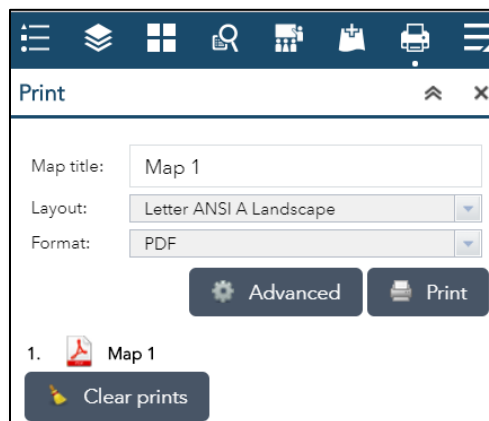 Print
Map title: Map 1
Layout: Letter ANSI A Landscape
Format: PDF
Advanced Print
1. Map 1
Clear prints